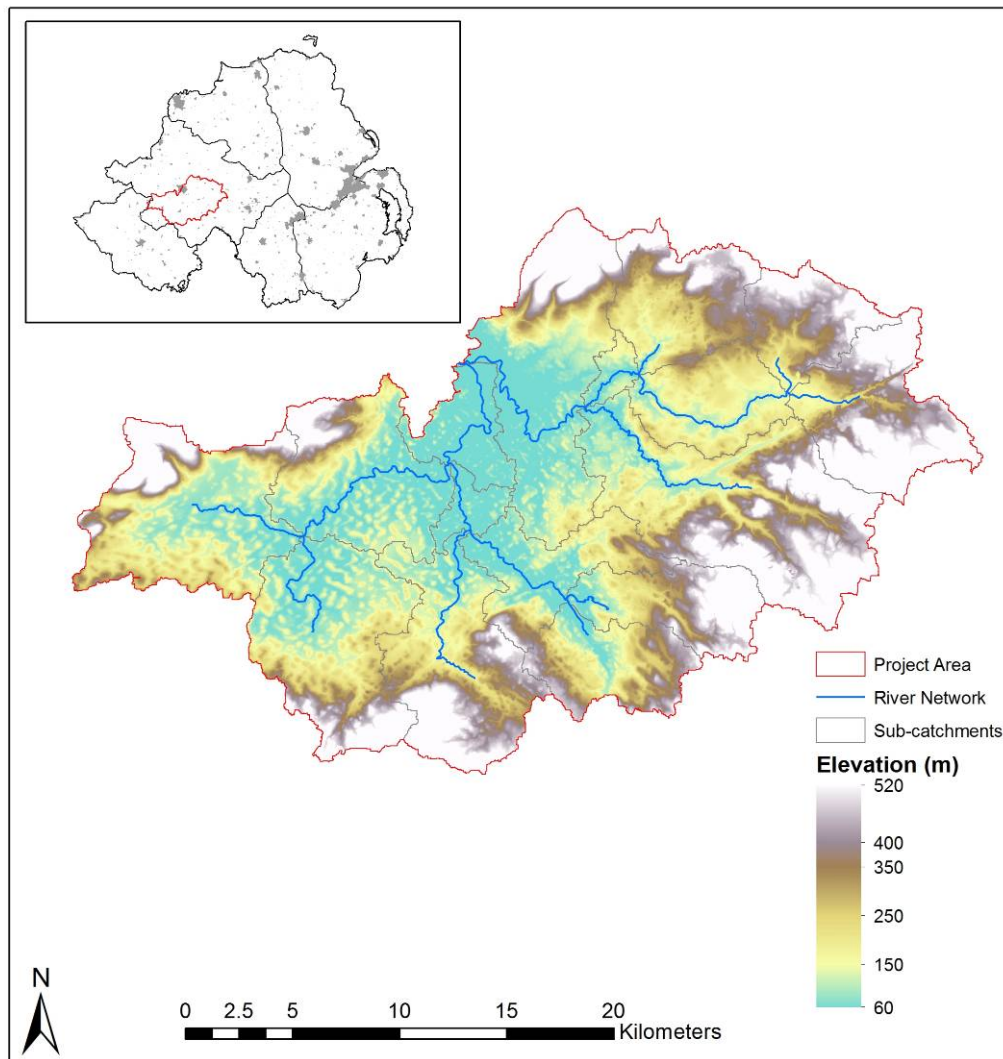 Project Area
River Network
Sub-catchments
Elevation (m)
520
400
350
250
150
60
N
0 2.5 5 10 15 20
Kilometers